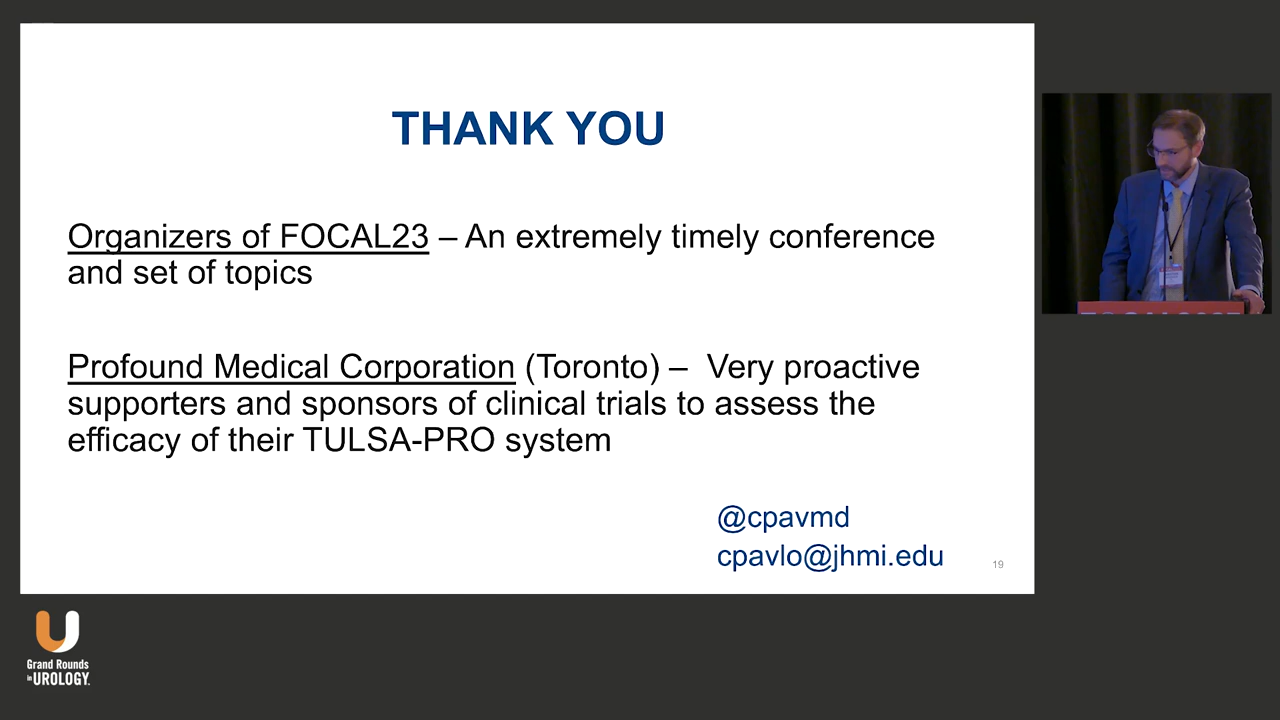 THANK YOU
Organizers of FOCAL23 – An extremely timely conference
and set of topics
Profound Medical Corporation (Toronto) – Very proactive
supporters and sponsors of clinical trials to assess the
efficacy of their TULSA-PRO system
@cpavmd
cpavlo@jhmi.edu
19
Grand Rounds
in UROLOGY.